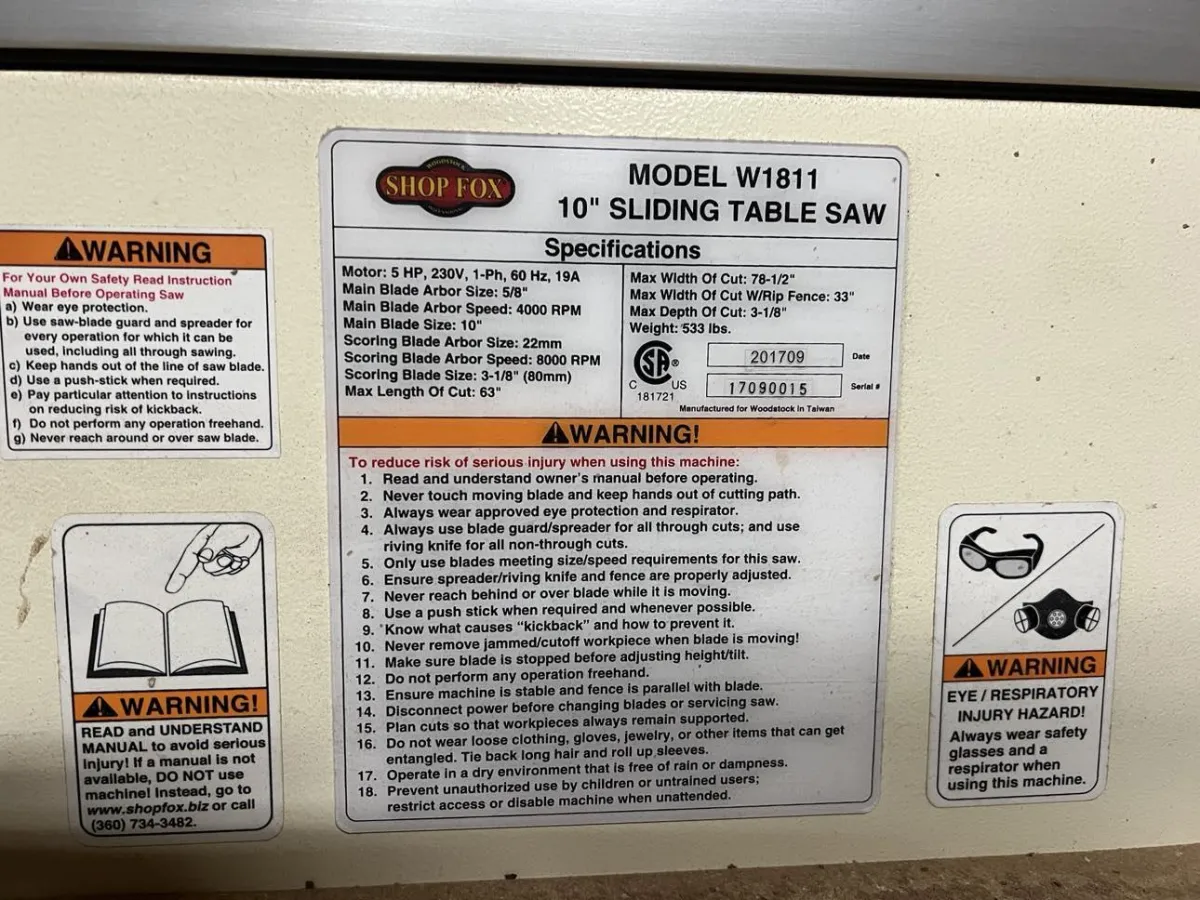 WOODSTOCK
SHOP FOX
MODEL W1811
10" SLIDING TABLE SAW
Specifications
Motor: 5 HP, 230V, 1-Ph, 60 Hz, 19A
Main Blade Arbor Size: 5/8"
Main Blade Arbor Speed: 4000 RPM
Main Blade Size: 10"
Scoring Blade Arbor Size: 22mm
Scoring Blade Arbor Speed: 8000 RPM
Scoring Blade Size: 3-1/8" (80mm)
Max Length Of Cut: 63"
Max Width Of Cut: 78-1/2"
Max Width Of Cut W/Rip Fence: 33"
Max Depth Of Cut: 3-1/8"
Weight: 533 lbs.
CSA ®
C US
181721
201709 Date
17090015 Serial #
Manufactured for Woodstock in Taiwan
WARNING!
To reduce risk of serious injury when using this machine:
1. Read and understand owner's manual before operating.
2. Never touch moving blade and keep hands out of cutting path.
3. Always wear approved eye protection and respirator.
4. Always use blade guard/spreader for all through cuts; and use
riving knife for all non-through cuts.
5. Only use blades meeting size/speed requirements for this saw.
6. Ensure spreader/riving knife and fence are properly adjusted.
7. Never reach behind or over blade while it is moving.
8. Use a push stick when required and whenever possible.
9. Know what causes "kickback" and how to prevent it.
10. Never remove jammed/cutoff workpiece when blade is moving!
11. Make sure blade is stopped before adjusting height/tilt.
12. Do not perform any operation freehand.
13. Ensure machine is stable and fence is parallel with blade.
14. Disconnect power before changing blades or servicing saw.
15. Plan cuts so that workpieces always remain supported.
16. Do not wear loose clothing, gloves, jewelry, or other items that can get
entangled. Tie back long hair and roll up sleeves.
17. Operate in a dry environment that is free of rain or dampness.
18. Prevent unauthorized use by children or untrained users;
restrict access or disable machine when unattended.
WARNING
For Your Own Safety Read Instruction
Manual Before Operating Saw
a) Wear eye protection.
b) Use saw-blade guard and spreader for
every operation for which it can be
used, including all through sawing.
c) Keep hands out of the line of saw blade.
d) Use a push-stick when required.
e) Pay particular attention to instructions
on reducing risk of kickback.
f) Do not perform any operation freehand.
g) Never reach around or over saw blade.
WARNING!
READ and UNDERSTAND
MANUAL to avoid serious
injury! If a manual is not
available, DO NOT use
machine! Instead, go to
www.shopfox.biz or call
(360) 734-3482.
WARNING
EYE / RESPIRATORY
INJURY HAZARD!
Always wear safety
glasses and a
respirator when
using this machine.